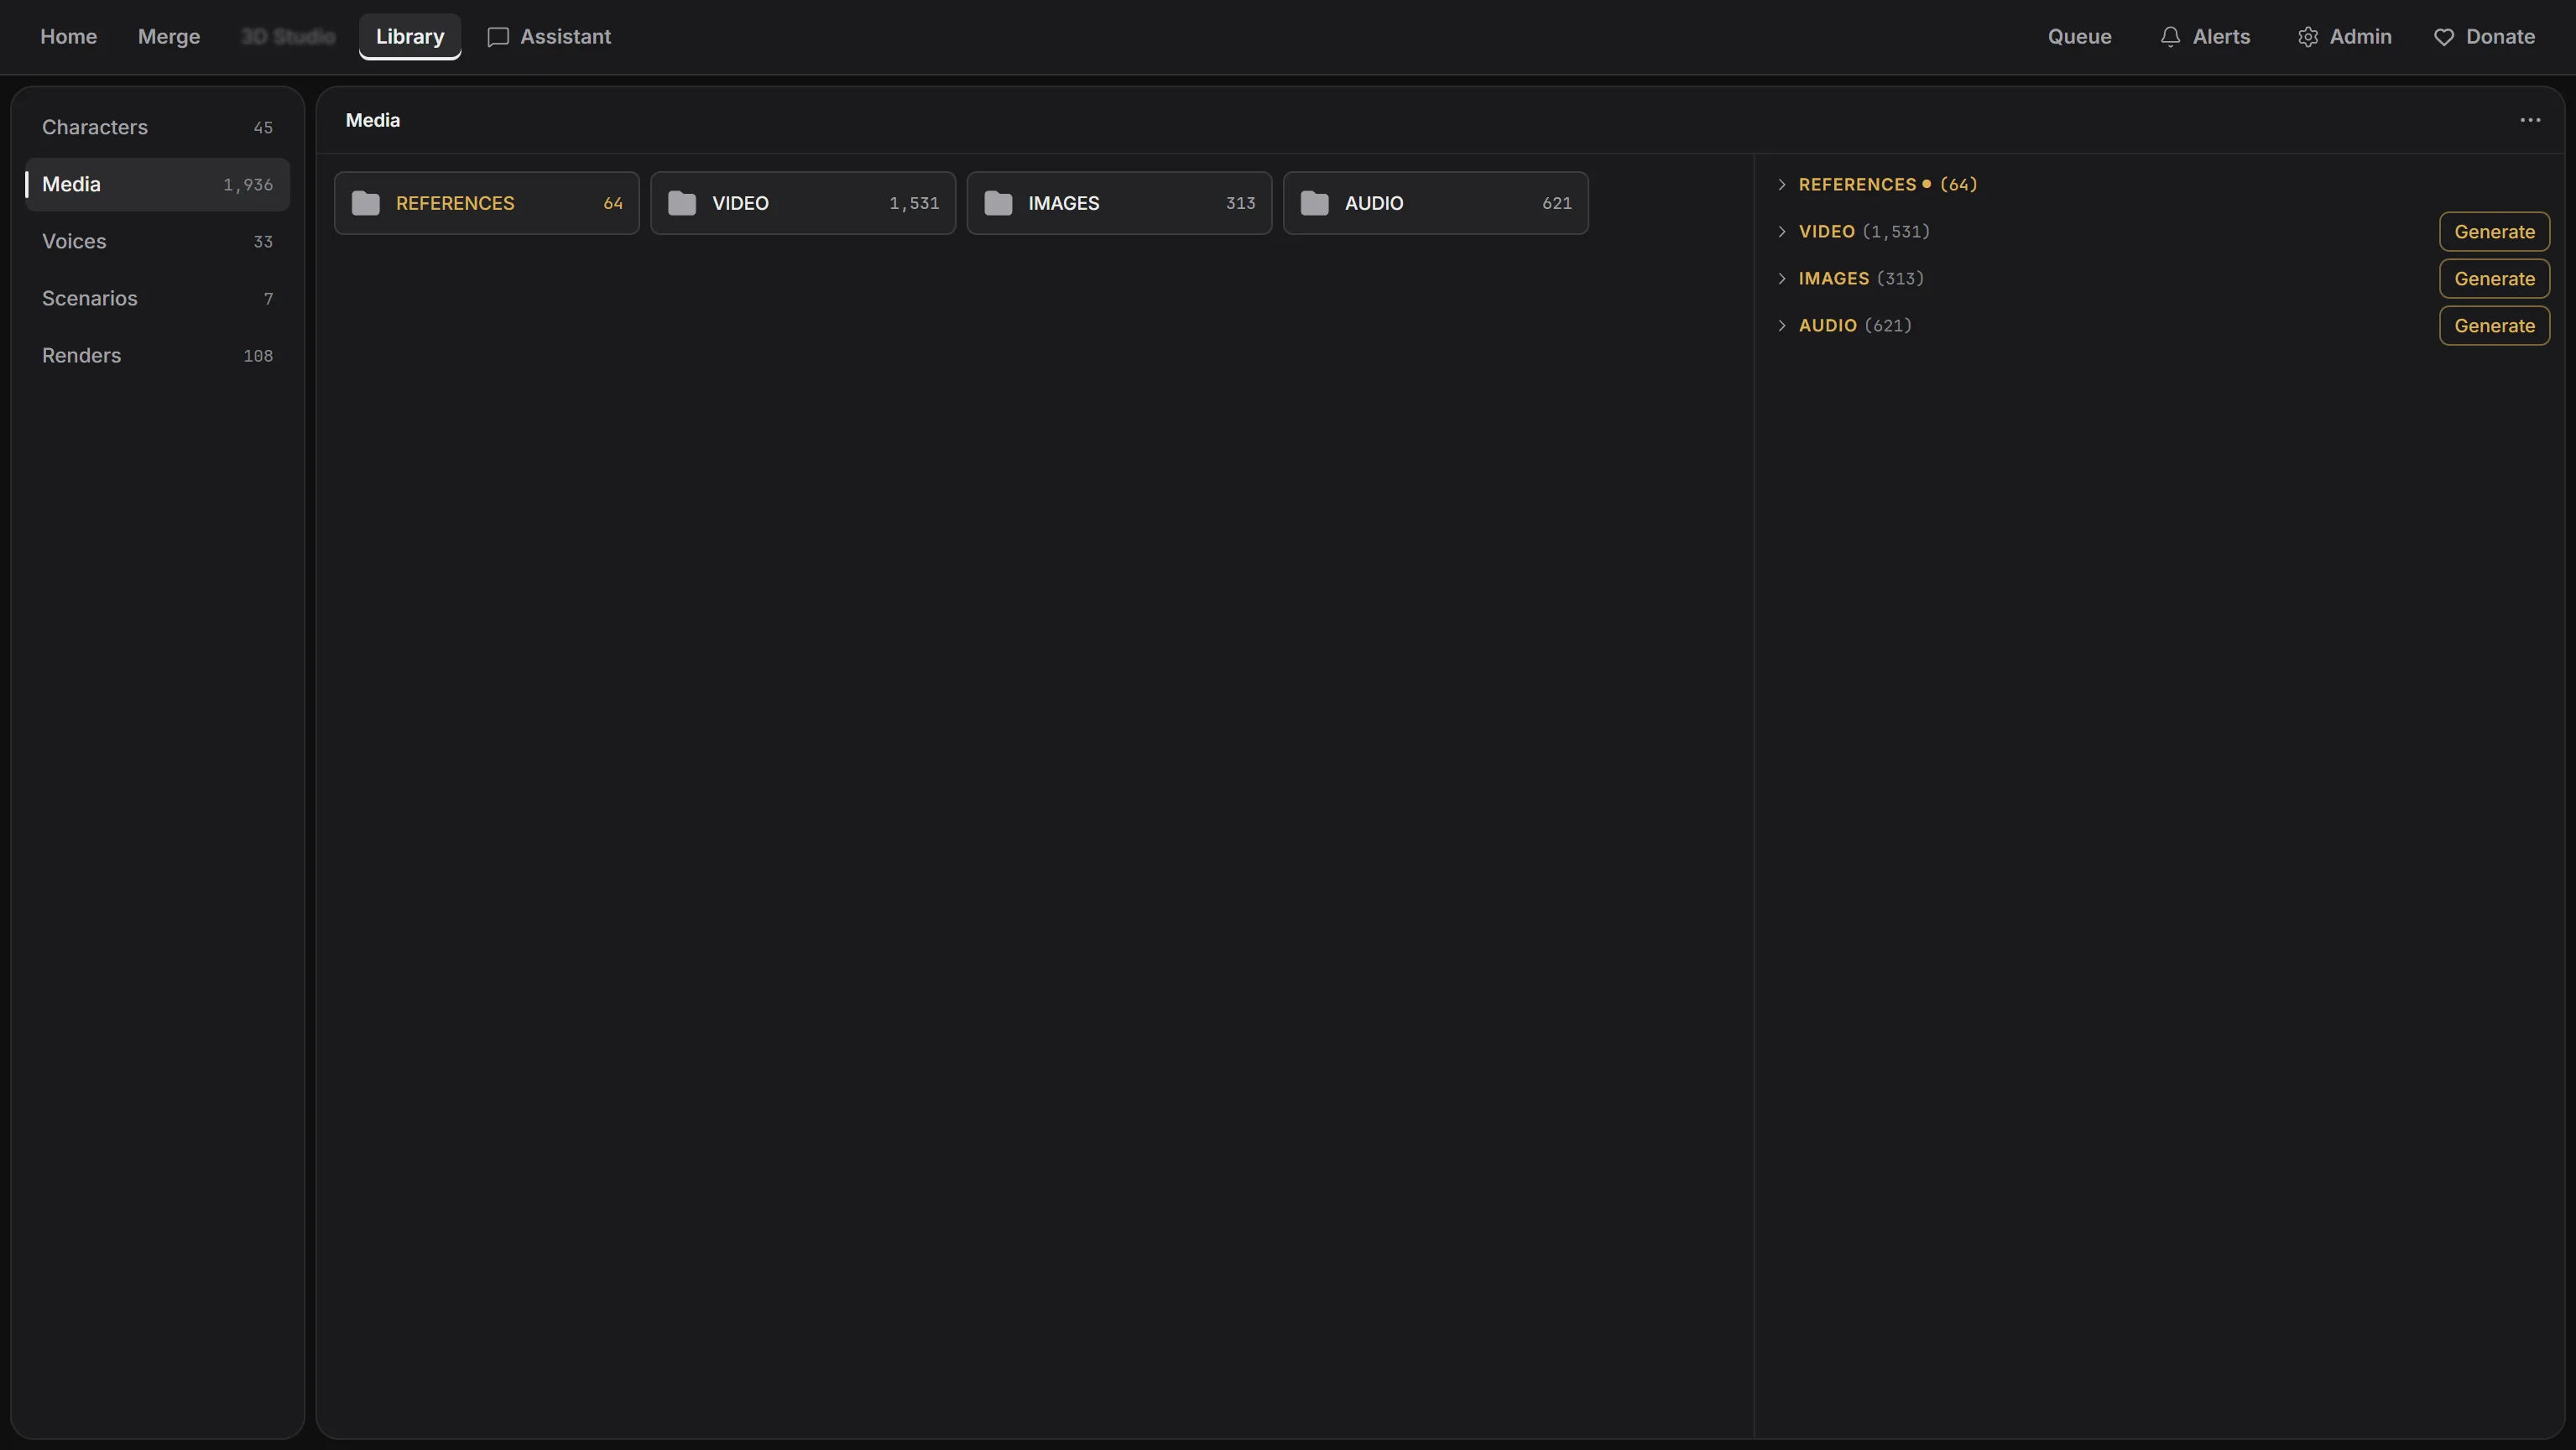 Home Merge 3D Studio Library Assistant Queue Alerts Admin Donate
Characters 45
Media 1,936
Voices 33
Scenarios 7
Renders 108
Media
REFERENCES 64
VIDEO 1,531
IMAGES 313
AUDIO 621
REFERENCES (64)
VIDEO (1,531) Generate
IMAGES (313) Generate
AUDIO (621) Generate